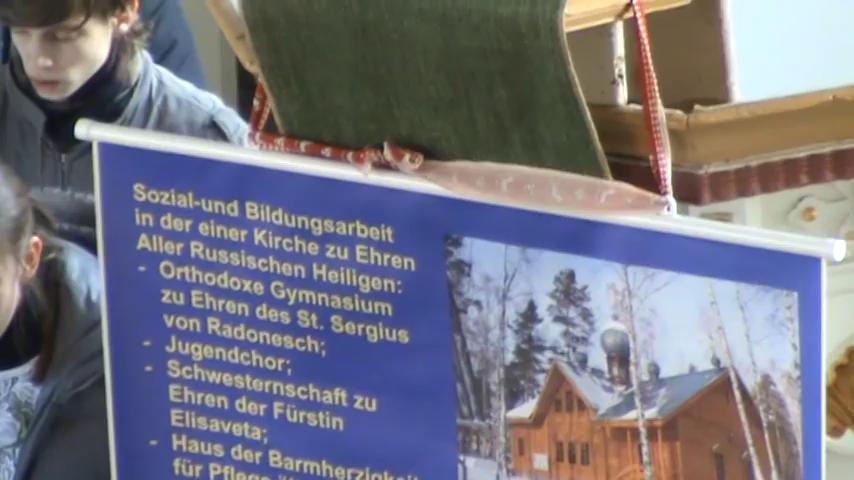 Sozial-und Bildungsarbeit
in der einer Kirche zu Ehren
Aller Russischen Heiligen:
- Orthodoxe Gymnasium
zu Ehren des St. Sergius
von Radonesch;
- Jugendchor;
- Schwesternschaft zu
Ehren der Fürstin
Elisaveta;
- Haus der Barmherzigkeit
für Pflege